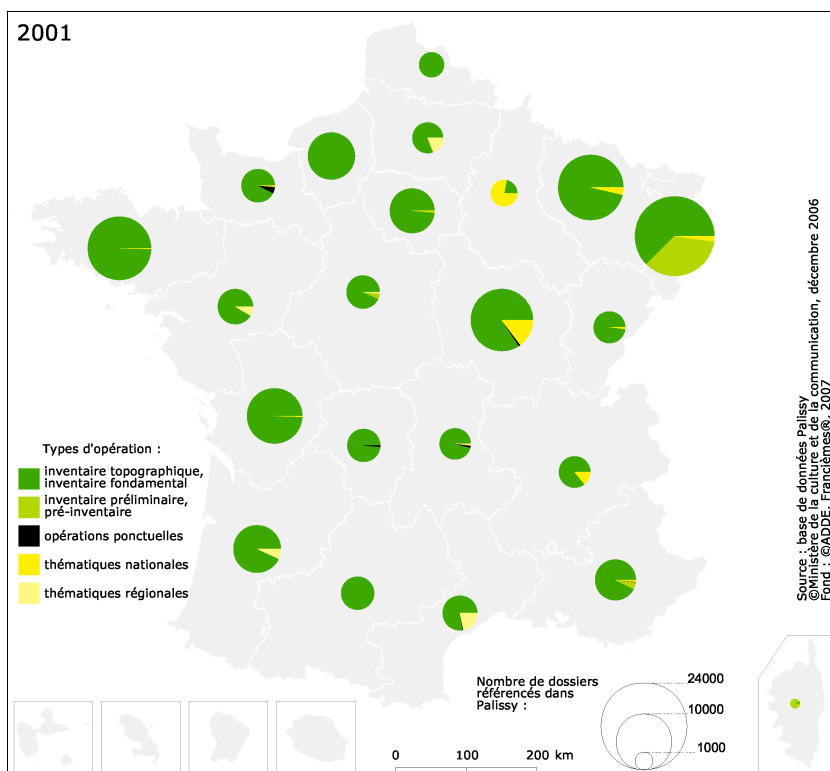 2001
Types d'opération :
inventaire topographique,
inventaire fondamental
inventaire préliminaire,
pré-inventaire
opérations ponctuelles
thématiques nationales
thématiques régionales
Nombre de dossiers
référencés dans
Palissy :
24000
10000
1000
0 100 200 km
Source : base de données Palissy
©Ministère de la culture et de la communication, décembre 2006
Fond : ©ADDE, Francièmes®, 2007